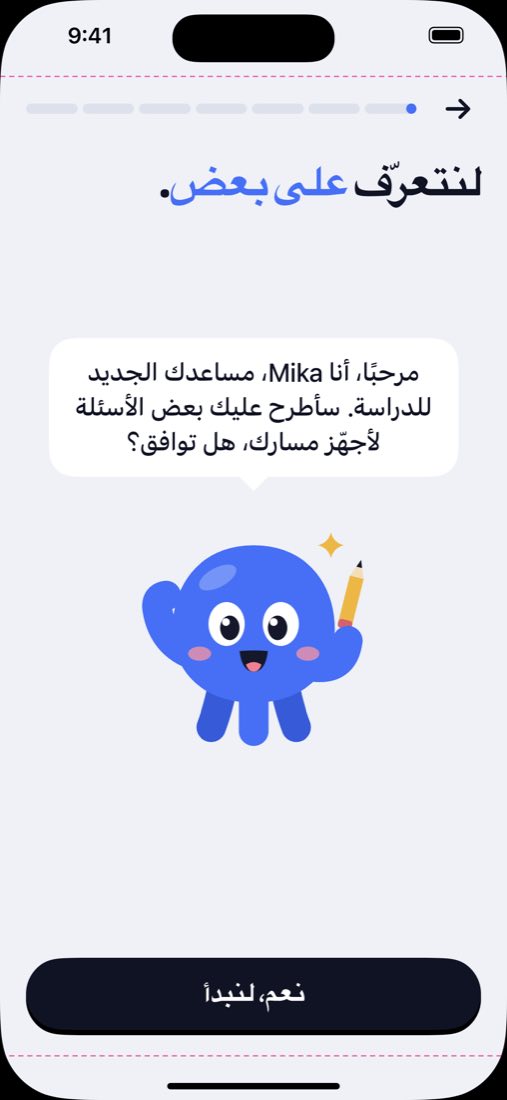 9:41
لنتعرّف على بعض.
مرحبًا، أنا Mika، مساعدك الجديد
للدراسة. سأطرح عليك بعض الأسئلة
لأجهّز مسارك، هل توافق؟
نعم، لنبدأ